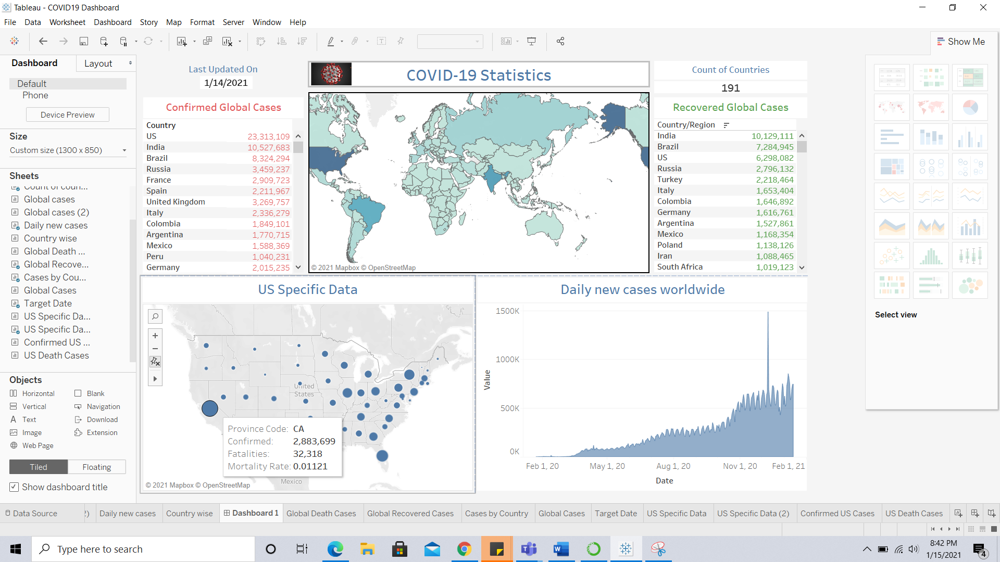 Tableau - COVID19 Dashboard
File Data Worksheet Dashboard Story Map Format Server Window Help
Show Me
Dashboard Layout
Default
Phone
Device Preview
Size
Custom size (1300 x 850)
Sheets
Count of coun...
Global cases
Global cases (2)
Daily new cases
Country wise
Global Death ...
Global Recove...
Cases by Cou...
Global Cases
Target Date
US Specific Da...
US Specific Da...
Confirmed US ...
US Death Cases
Objects
Horizontal Blank
Vertical Navigation
Text Download
Image Extension
Web Page
Tiled Floating
Show dashboard title
Last Updated On
1/14/2021
COVID-19 Statistics
Count of Countries
191
Confirmed Global Cases
Country
US 23,313,109
India 10,527,683
Brazil 8,324,294
Russia 3,459,237
France 2,909,723
Spain 2,211,967
United Kingdom 3,269,757
Italy 2,336,279
Colombia 1,849,101
Argentina 1,770,715
Mexico 1,588,369
Peru 1,040,231
Germany 2,015,235
© 2021 Mapbox © OpenStreetMap
Recovered Global Cases
Country/Region
India 10,129,111
Brazil 7,284,945
US 6,298,082
Russia 2,796,132
Turkey 2,218,464
Italy 1,653,404
Colombia 1,646,892
Germany 1,616,761
Argentina 1,527,861
Mexico 1,168,354
Poland 1,138,126
Iran 1,088,465
South Africa 1,019,123
US Specific Data
United
States
Province Code: CA
Confirmed: 2,883,699
Fatalities: 32,318
Mortality Rate: 0.01121
Mexico
© 2021 Mapbox © OpenStreetMap
Daily new cases worldwide
1500K
1000K
500K
0K
Value
Feb 1, 20 May 1, 20 Aug 1, 20 Nov 1, 20 Feb 1, 21
Date
Select view
Data Source 2) Daily new cases Country wise Dashboard 1 Global Death Cases Global Recovered Cases Cases by Country Global Cases Target Date US Specific Data US Specific Data (2) Confirmed US Cases US Death Cases
Type here to search
8:42 PM
1/15/2021
4